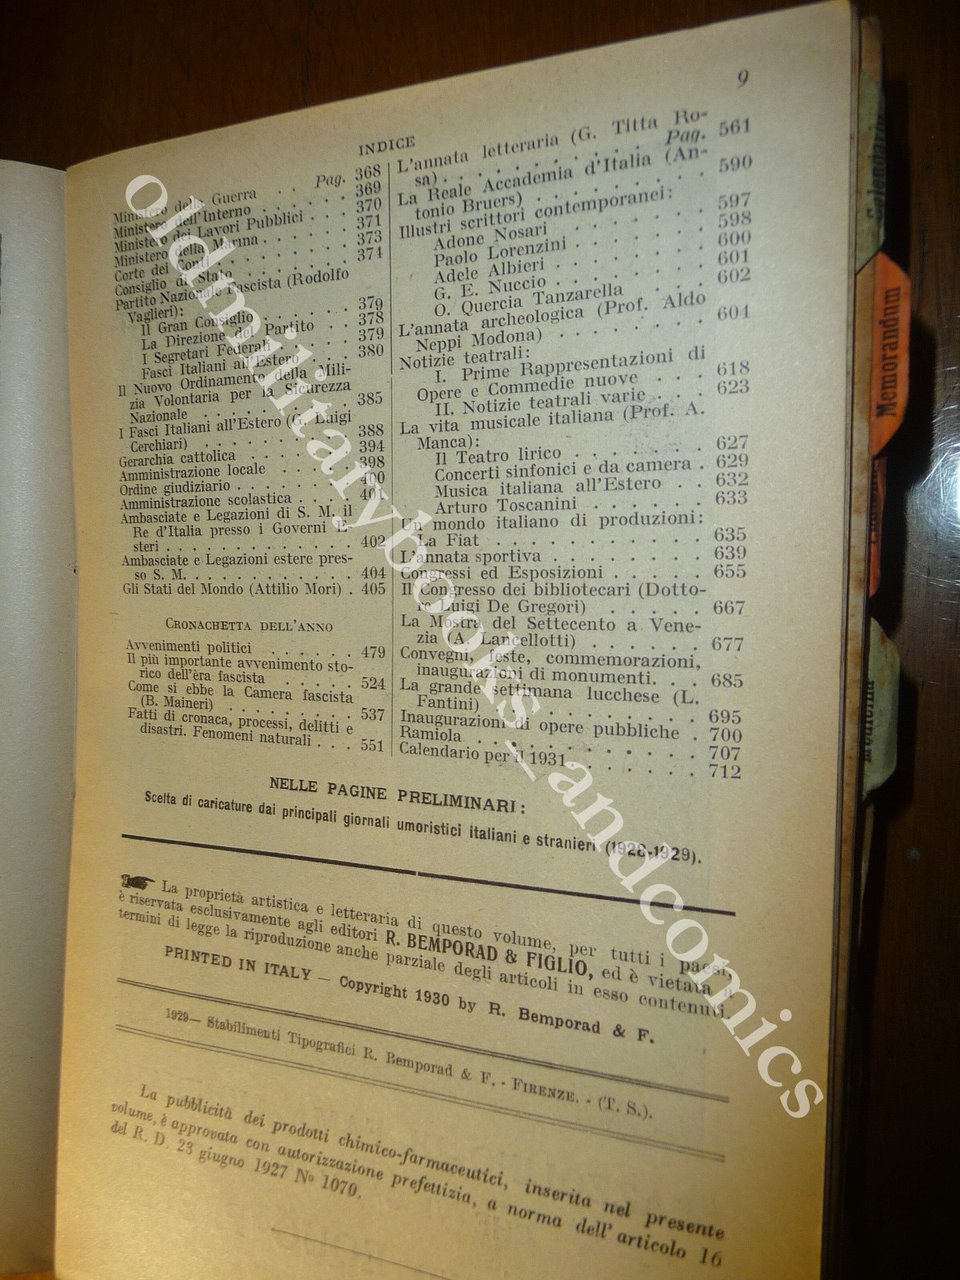 9
INDICE
Ministero della Guerra . . Pag. 368
Ministero dell'Interno . . . . 369
Ministero dei Lavori Pubblici . . . 370
Ministero della Marina . . . . . 371
Corte dei Conti . . . . . . 373
Consiglio di Stato . . . . . 374
Partito Nazionale Fascista (Rodolfo
Vaglieri):
Il Gran Consiglio . . . . . 379
La Direzione del Partito . . 378
I Segretari Federali . . . . 379
Fasci Italiani all'Estero . . . 380
Il Nuovo Ordinamento della Mili-
zia Volontaria per la Sicurezza
Nazionale . . . . . . . . 385
I Fasci Italiani all'Estero (G. Luigi
Cerchiari) . . . . . . . . 388
Gerarchia cattolica . . . . . 394
Amministrazione locale . . . . 398
Ordine giudiziario . . . . . . 400
Amministrazione scolastica . . . . 401
Ambasciate e Legazioni di S. M. il
Re d'Italia presso i Governi E-
steri . . . . . . . . . . . 402
Ambasciate e Legazioni estere pres-
so S. M. . . . . . . . . . . 404
Gli Stati del Mondo (Attilio Mori) . 405
CRONACHETTA DELL'ANNO
Avvenimenti politici . . . . . . 479
Il più importante avvenimento sto-
rico dell'èra fascista . . . . . 524
Come si ebbe la Camera fascista
(B. Maineri) . . . . . . . . 537
Fatti di cronaca, processi, delitti e
disastri. Fenomeni naturali . . . 551
L'annata letteraria (G. Titta Ro-
sa) . . . . . . . . . Pag. 561
La Reale Accademia d'Italia (An-
tonio Bruers) . . . . . . . 590
Illustri scrittori contemporanei:
Adone Nosari . . . . . . 597
Paolo Lorenzini . . . . . . 598
Adele Albieri . . . . . . . 600
G. E. Nuccio . . . . . . . 601
O. Quercia Tanzarella . . . 602
L'annata archeologica (Prof. Aldo
Neppi Modona) . . . . . . . 604
Notizie teatrali:
I. Prime Rappresentazioni di
Opere e Commedie nuove . . . 618
II. Notizie teatrali varie . . . 623
La vita musicale italiana (Prof. A.
Manca):
Il Teatro lirico . . . . . . . 627
Concerti sinfonici e da camera . 629
Musica italiana all'Estero . . 632
Arturo Toscanini . . . . . . 633
Un mondo italiano di produzioni:
La Fiat . . . . . . . . . . 635
L'annata sportiva . . . . . . . 639
Congressi ed Esposizioni . . . . 655
Il Congresso dei bibliotecari (Dotto-
re Luigi De Gregori) . . . . . 667
La Mostra del Settecento a Vene-
zia (A. Lancellotti) . . . . . . 677
Convegni, feste, commemorazioni,
inaugurazioni di monumenti. . . 685
La grande settimana lucchese (L.
Fantini) . . . . . . . . . . 695
Inaugurazioni di opere pubbliche . 700
Ramiola . . . . . . . . . . 707
Calendario per il 1931 . . . . . . 712
NELLE PAGINE PRELIMINARI:
Scelta di caricature dai principali giornali umoristici italiani e stranieri (1928-1929).
La proprietà artistica e letteraria di questo volume, per tutti i paesi,
è riservata esclusivamente agli editori R. BEMPORAD & FIGLIO, ed è vietata a
termini di legge la riproduzione anche parziale degli articoli in esso contenuti.
PRINTED IN ITALY — Copyright 1930 by R. Bemporad & F.
1929 — Stabilimenti Tipografici R. Bemporad & F. - FIRENZE. - (T. S.).
La pubblicità dei prodotti chimico-farmaceutici, inserita nel presente
volume, è approvata con autorizzazione prefettizia, a norma dell'articolo 16
del R. D. 23 giugno 1927 Nº 1070.
Calendario
Memorandum
Medicina
oldmilitarybooks_andcomics